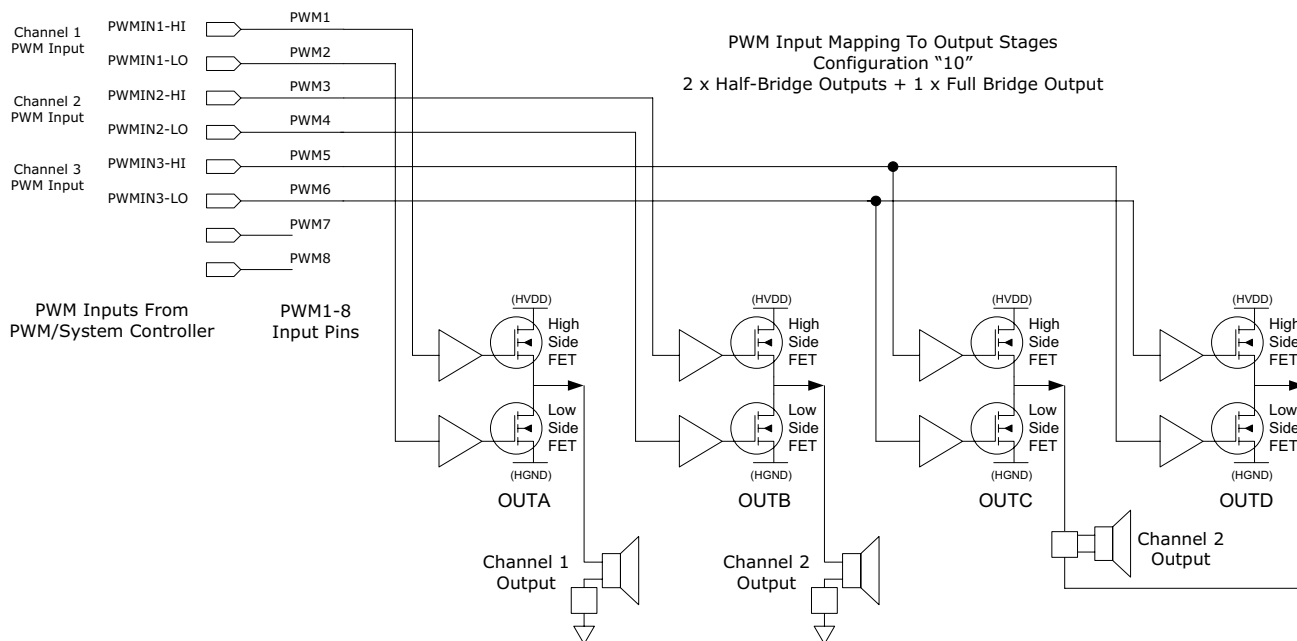 Channel 1
PWM Input
PWMIN1-HI
PWM1
PWMIN1-LO
PWM2
Channel 2
PWM Input
PWMIN2-HI
PWM3
PWMIN2-LO
PWM4
Channel 3
PWM Input
PWMIN3-HI
PWM5
PWMIN3-LO
PWM6
PWM7
PWM8
PWM Inputs From
PWM/System Controller
PWM1-8
Input Pins
PWM Input Mapping To Output Stages
Configuration “10”
2 x Half-Bridge Outputs + 1 x Full Bridge Output
(HVDD)
High
Side
FET
Low
Side
FET
(HGND)
OUTA
(HVDD)
High
Side
FET
Low
Side
FET
(HGND)
OUTB
(HVDD)
High
Side
FET
Low
Side
FET
(HGND)
OUTC
(HVDD)
High
Side
FET
Low
Side
FET
(HGND)
OUTD
Channel 1
Output
Channel 2
Output
Channel 2
Output